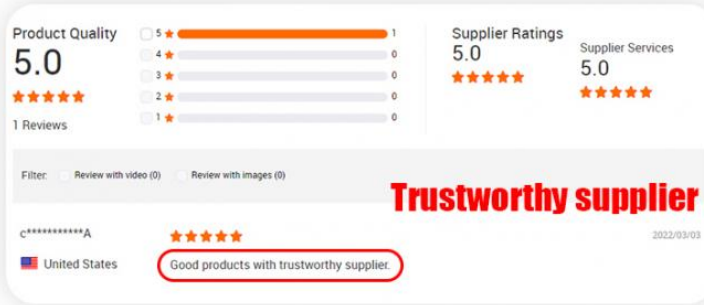 Product Quality
5.0
1 Reviews
5 1
4 0
3 0
2 0
1 0
Supplier Ratings
5.0
Supplier Services
5.0
Filter: Review with video (0) Review with images (0)
Trustworthy supplier
c***********A
2022/03/03
United States
Good products with trustworthy supplier.